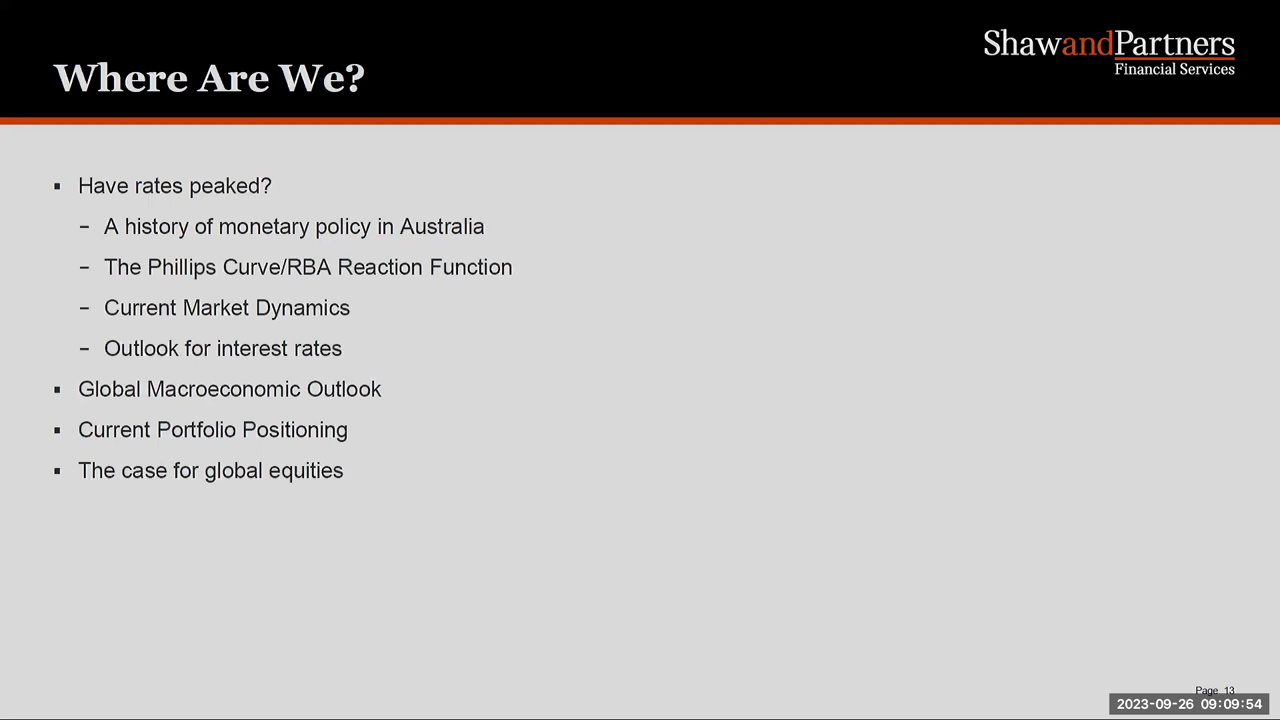 ShawandPartners
Financial Services
Where Are We?
▪ Have rates peaked?
− A history of monetary policy in Australia
− The Phillips Curve/RBA Reaction Function
− Current Market Dynamics
− Outlook for interest rates
▪ Global Macroeconomic Outlook
▪ Current Portfolio Positioning
▪ The case for global equities
Page 13
2023-09-26 09:09:54